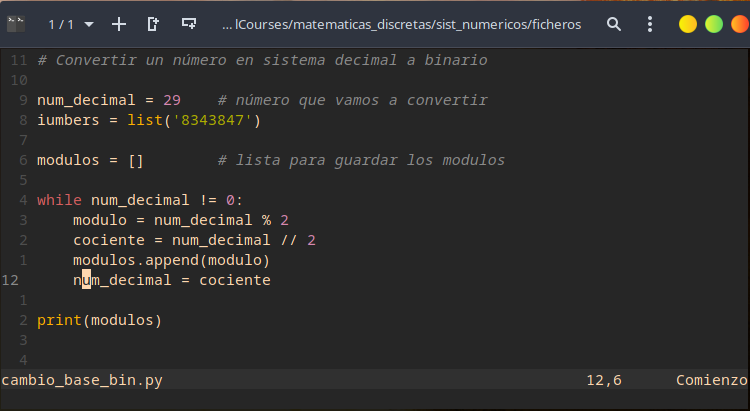 1 / 1 ... lCourses/matematicas_discretas/sist_numericos/ficheros
11 # Convertir un número en sistema decimal a binario
10
9 num_decimal = 29    # número que vamos a convertir
8 iumbers = list('8343847')
7
6 modulos = []        # lista para guardar los modulos
5
4 while num_decimal != 0:
3     modulo = num_decimal % 2
2     cociente = num_decimal // 2
1     modulos.append(modulo)
12     num_decimal = cociente
1
2 print(modulos)
3
4
cambio_base_bin.py 12,6 Comienzo